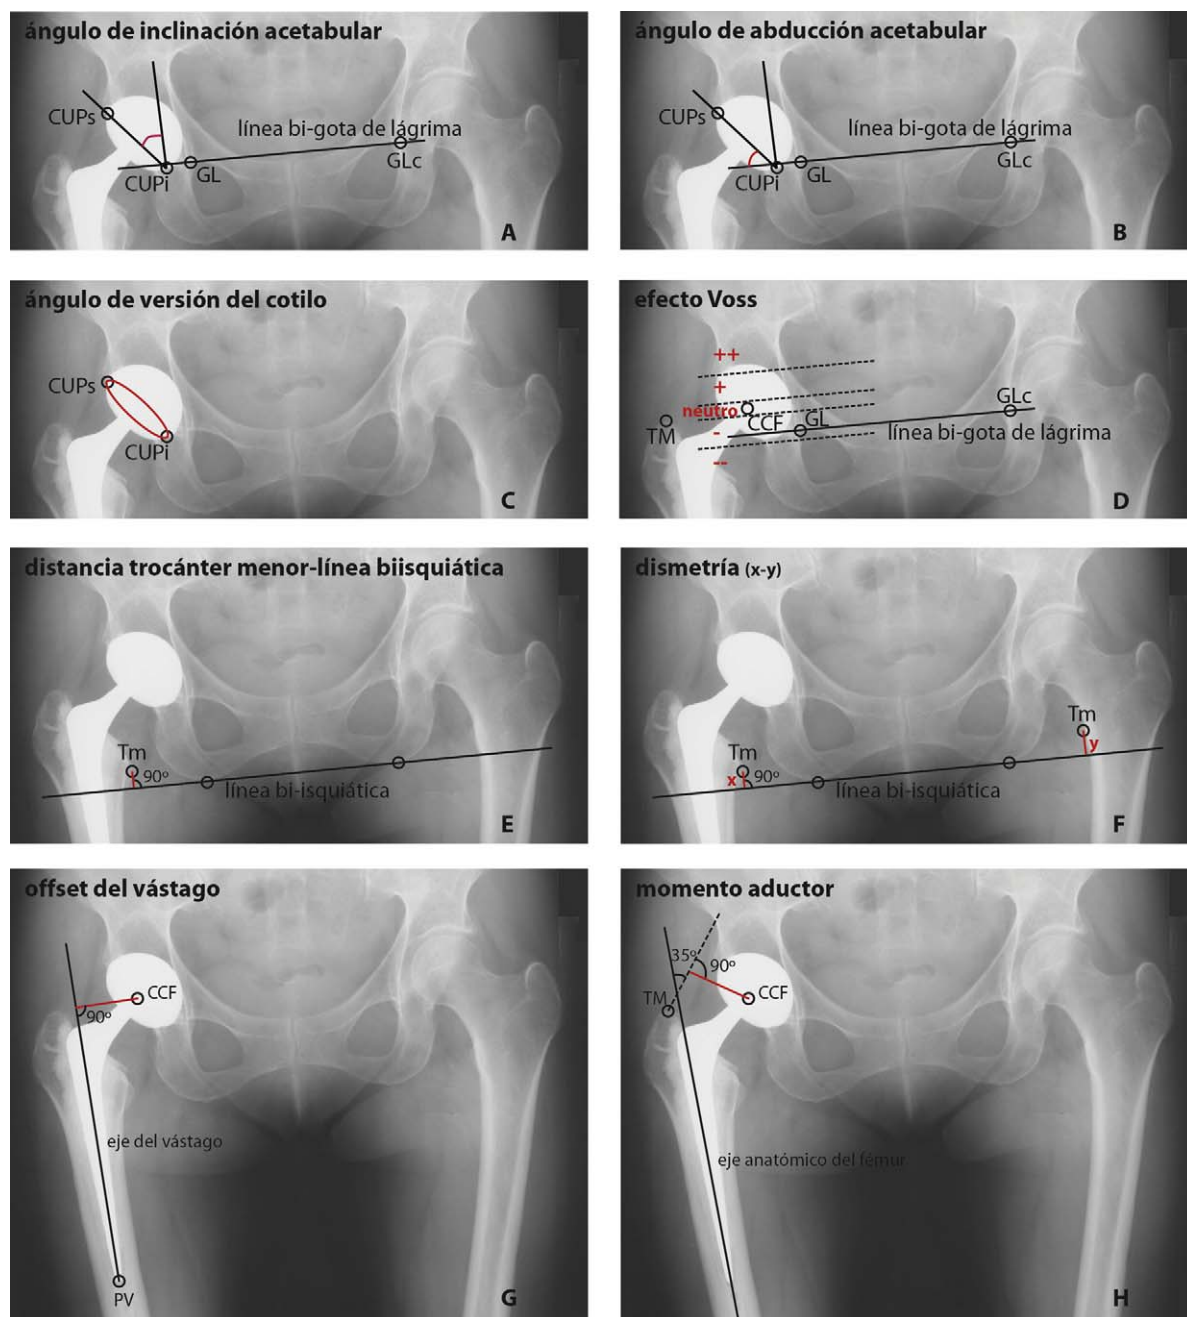 ángulo de inclinación acetabular
CUPs
línea bi-gota de lágrima
CUPi
GL
GLc
A
ángulo de abducción acetabular
CUPs
línea bi-gota de lágrima
CUPi
GL
GLc
B
ángulo de versión del cotilo
CUPs
CUPi
C
efecto Voss
++
+
neutro
TM
CCF
GL
GLc
-
línea bi-gota de lágrima
--
D
distancia trocánter menor-línea biisquiática
Tm
90º
línea bi-isquiática
E
dismetría (x-y)
Tm
x
90º
Tm
y
línea bi-isquiática
F
offset del vástago
CCF
90º
eje del vástago
PV
G
momento aductor
35º
90º
TM
CCF
eje anatómico del fémur
H